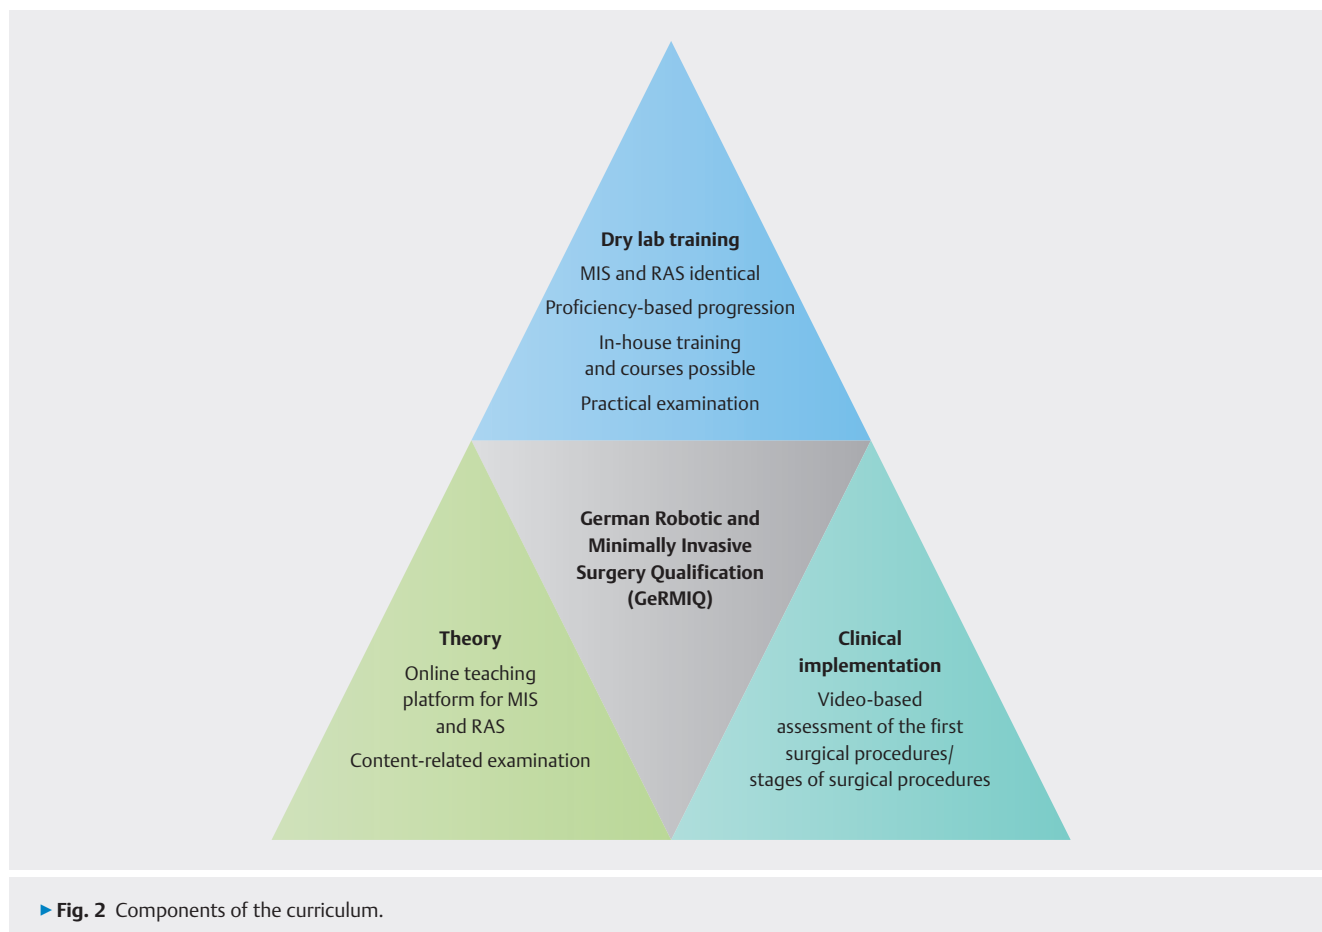 Dry lab training
MIS and RAS identical
Proficiency-based progression
In-house training
and courses possible
Practical examination
German Robotic and
Minimally Invasive
Surgery Qualification
(GeRMIQ)
Theory
Online teaching
platform for MIS
and RAS
Content-related examination
Clinical
implementation
Video-based
assessment of the first
surgical procedures/
stages of surgical procedures
▶ Fig. 2 Components of the curriculum.